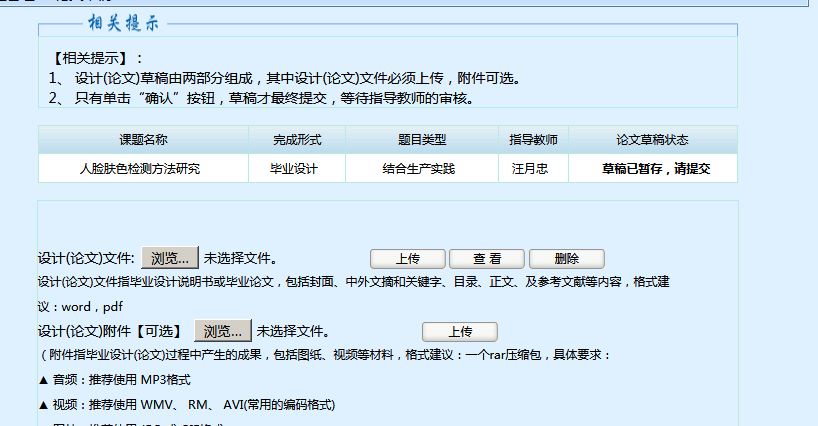 相关提示
【相关提示】：
1、 设计(论文)草稿由两部分组成，其中设计(论文)文件必须上传，附件可选。
2、 只有单击“确认”按钮，草稿才最终提交，等待指导教师的审核。
课题名称 完成形式 题目类型 指导教师 论文草稿状态
人脸肤色检测方法研究 毕业设计 结合生产实践 汪月忠 草稿已暂存，请提交
设计(论文)文件: 浏览... 未选择文件。 上传 查 看 删除
设计(论文)文件指毕业设计说明书或毕业论文，包括封面、中外文摘和关键字、目录、正文、及参考文献等内容，格式建
议：word，pdf
设计(论文)附件【可选】 浏览... 未选择文件。 上传
（附件指毕业设计(论文)过程中产生的成果，包括图纸、视频等材料，格式建议：一个rar压缩包，具体要求：
▲ 音频：推荐使用 MP3格式
▲ 视频：推荐使用 WMV、 RM、 AVI(常用的编码格式)